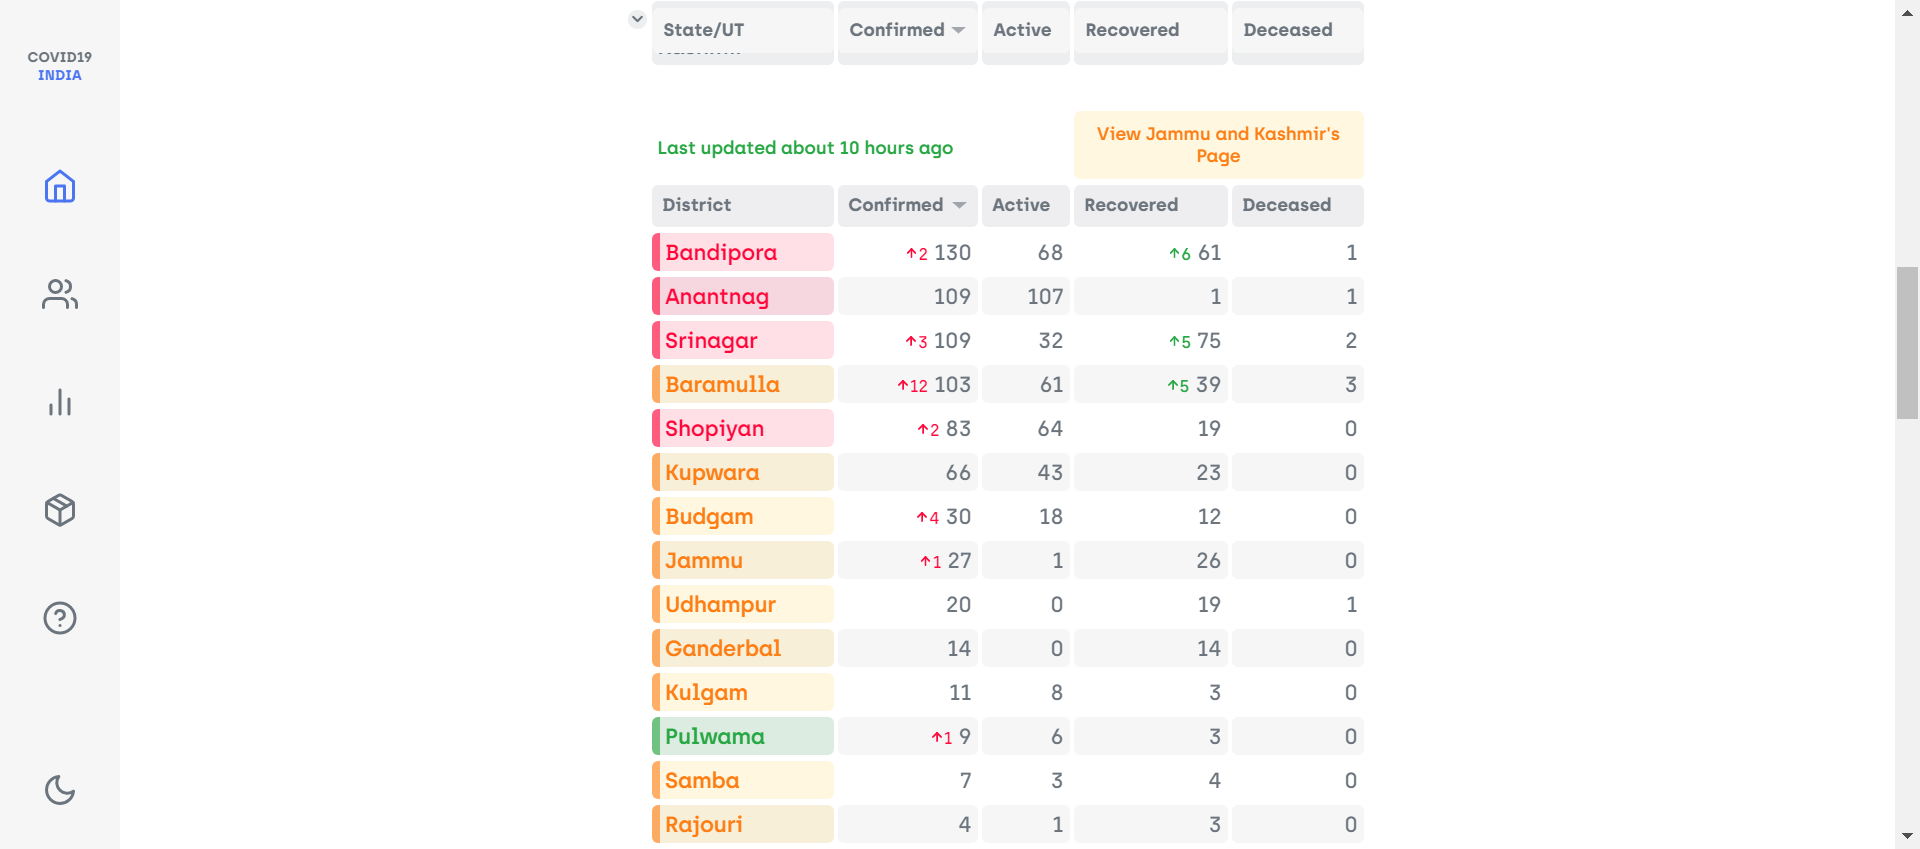 COVID19
INDIA
State/UT Confirmed Active Recovered Deceased
Last updated about 10 hours ago
View Jammu and Kashmir's
Page
District Confirmed Active Recovered Deceased
Bandipora ↑2 130 68 ↑6 61 1
Anantnag 109 107 1 1
Srinagar ↑3 109 32 ↑5 75 2
Baramulla ↑12 103 61 ↑5 39 3
Shopiyan ↑2 83 64 19 0
Kupwara 66 43 23 0
Budgam ↑4 30 18 12 0
Jammu ↑1 27 1 26 0
Udhampur 20 0 19 1
Ganderbal 14 0 14 0
Kulgam 11 8 3 0
Pulwama ↑1 9 6 3 0
Samba 7 3 4 0
Rajouri 4 1 3 0